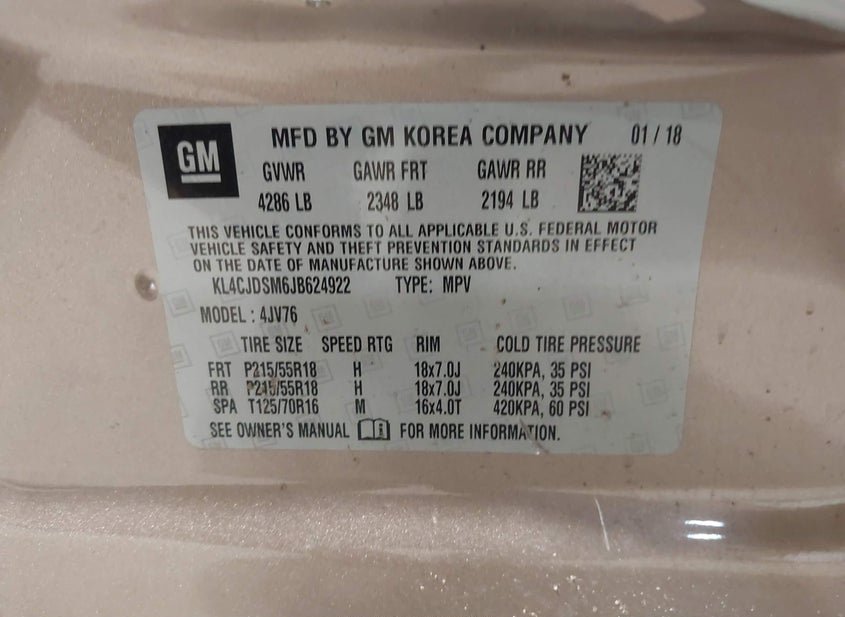 GM
MFD BY GM KOREA COMPANY 01 / 18
GVWR GAWR FRT GAWR RR
4286 LB 2348 LB 2194 LB
THIS VEHICLE CONFORMS TO ALL APPLICABLE U.S. FEDERAL MOTOR
VEHICLE SAFETY AND THEFT PREVENTION STANDARDS IN EFFECT
ON THE DATE OF MANUFACTURE SHOWN ABOVE.
KL4CJDSM6JB624922 TYPE: MPV
MODEL : 4JV76
TIRE SIZE SPEED RTG RIM COLD TIRE PRESSURE
FRT P215/55R18 H 18x7.0J 240KPA, 35 PSI
RR P215/55R18 H 18x7.0J 240KPA, 35 PSI
SPA T125/70R16 M 16x4.0T 420KPA, 60 PSI
SEE OWNER'S MANUAL FOR MORE INFORMATION.